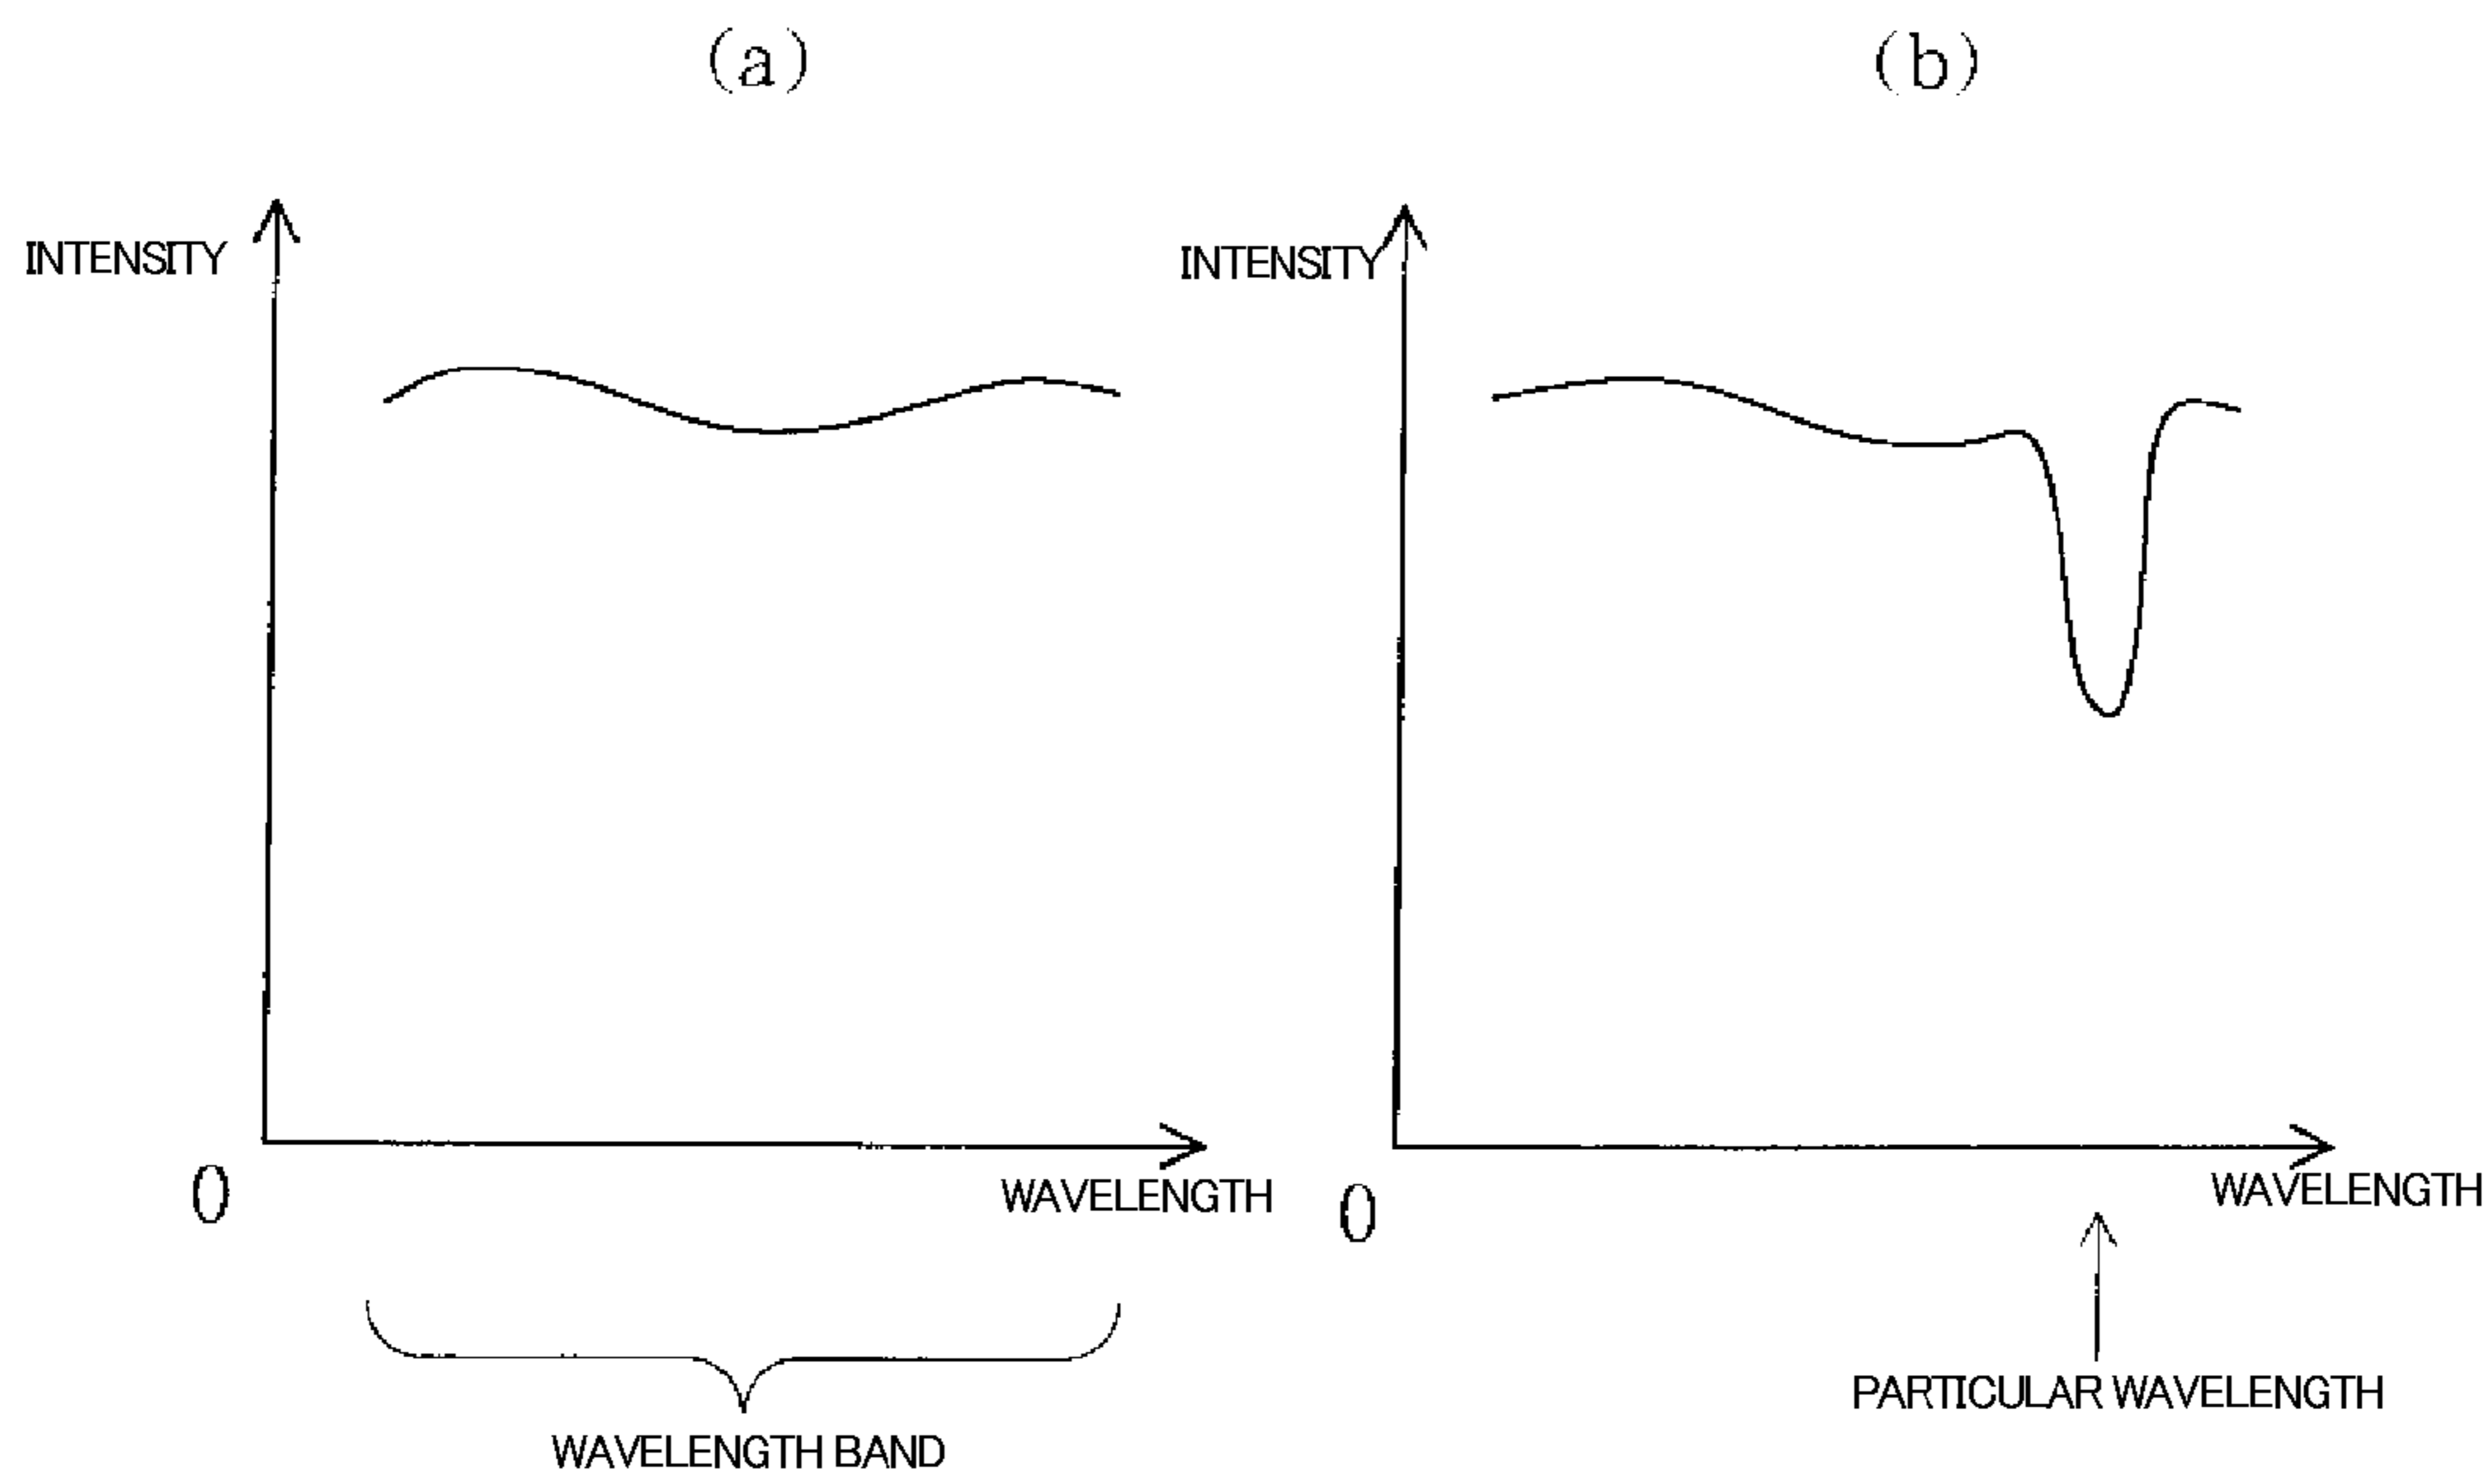 (a)
(b)
INTENSITY
INTENSITY
0
WAVELENGTH
0
WAVELENGTH
WAVELENGTH BAND
PARTICULAR WAVELENGTH